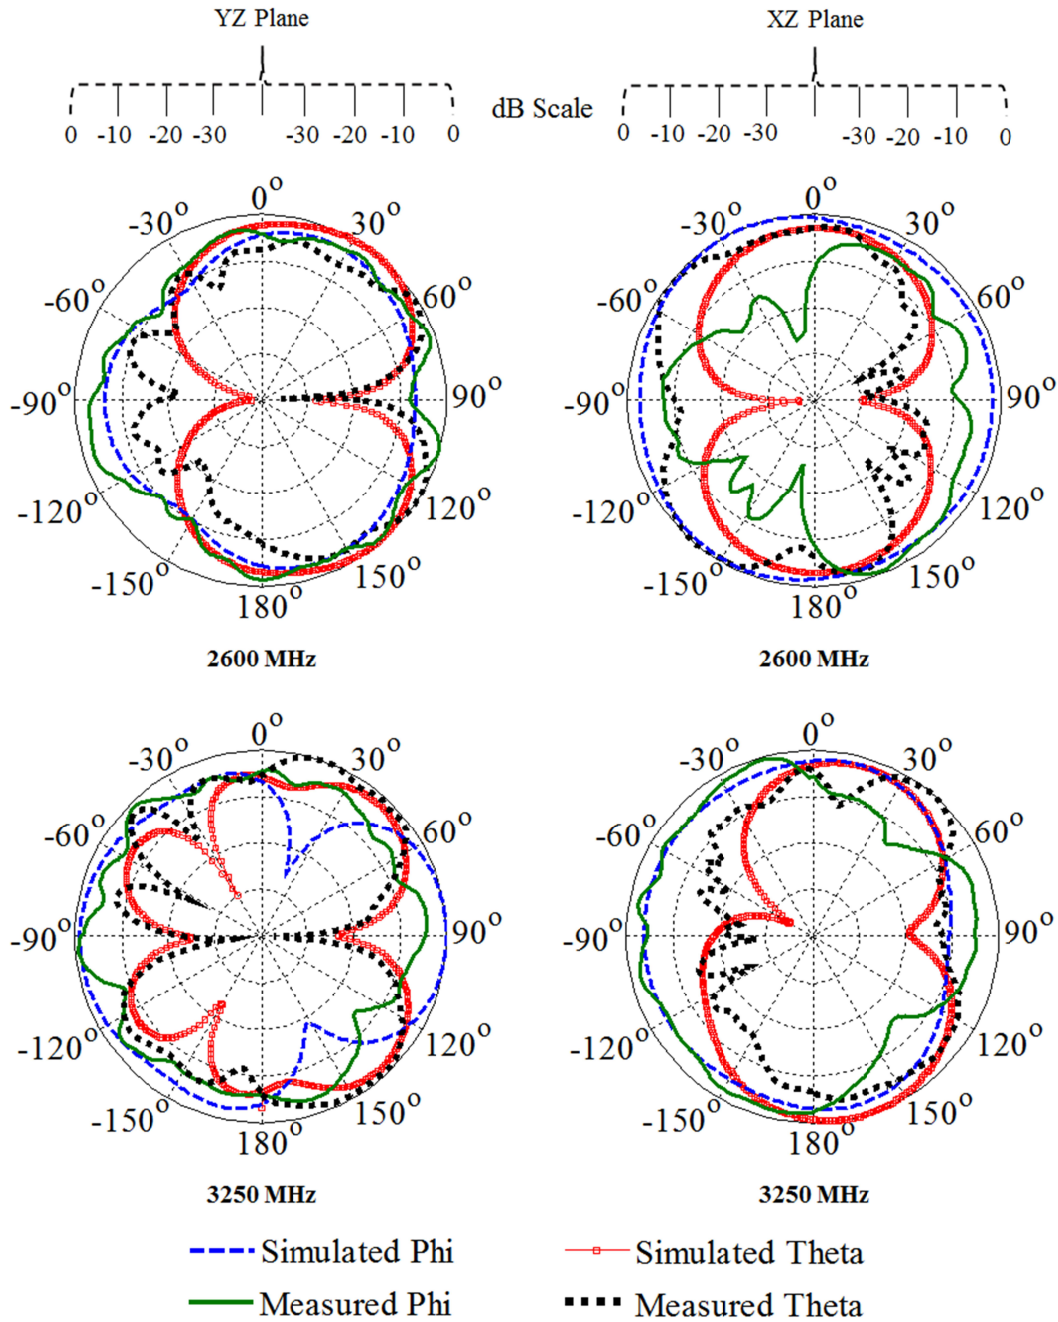 YZ Plane XZ Plane
dB Scale
0 -10 -20 -30 -30 -20 -10 0 0 -10 -20 -30 -30 -20 -10 0
0° 0°
-30° 30° -30° 30°
-60° 60° -60° 60°
-90° 90° -90° 90°
-120° 120° -120° 120°
-150° 150° -150° 150°
180° 180°
2600 MHz 2600 MHz
0° 0°
-30° 30° -30° 30°
-60° 60° -60° 60°
-90° 90° -90° 90°
-120° 120° -120° 120°
-150° 150° -150° 150°
180° 180°
3250 MHz 3250 MHz
Simulated Phi Simulated Theta
Measured Phi Measured Theta